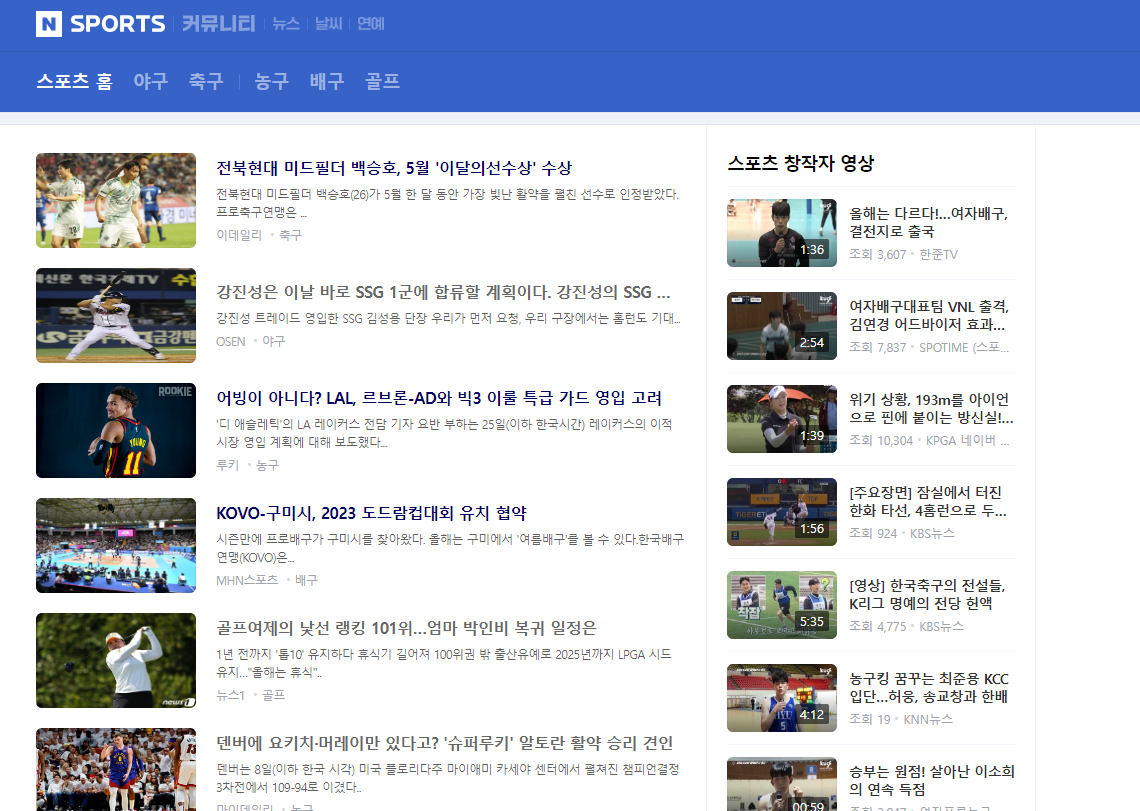 N SPORTS 커뮤니티 뉴스 날씨 연예
스포츠 홈 야구 축구 농구 배구 골프
전북현대 미드필더 백승호, 5월 '이달의선수상' 수상
전북현대 미드필더 백승호(26)가 5월 한 달 동안 가장 빛난 활약을 펼친 선수로 인정받았다.
프로축구연맹은 ...
이데일리 • 축구
강진성은 이날 바로 SSG 1군에 합류할 계획이다. 강진성의 SSG ...
강진성 트레이드 영입한 SSG 김성용 단장 우리가 먼저 요청, 우리 구장에서는 홈런도 기대...
OSEN • 야구
ROOKIE
YOUNG
11
어빙이 아니다? LAL, 르브론-AD와 빅3 이룰 특급 카드 영입 고려
'디 애슬레틱'의 LA 레이커스 전담 기자 요반 부하는 25일(이하 한국시간) 레이커스의 이적
시장 영입 계획에 대해 보도했다...
루키 • 농구
KOVO-구미시, 2023 도드람컵대회 유치 협약
시즌만에 프로배구가 구미시를 찾아왔다. 올해는 구미에서 '여름배구'를 볼 수 있다.한국배구
연맹(KOVO)은...
MHN스포츠 • 배구
news1
골프여제의 낯선 랭킹 101위...엄마 박인비 복귀 일정은
1년 전까지 '톱10' 유지하다 휴식기 길어져 100위권 밖 출산유예로 2025년까지 LPGA 시드
유지..."올해는 휴식"..
뉴스1 • 골프
덴버에 요키치·머레이만 있다고? '슈퍼루키' 알토란 활약 승리 견인
덴버는 8일(이하 한국 시각) 미국 플로리다주 마이애미 카세야 센터에서 펼쳐진 챔피언결정
3차전에서 109-94로 이겼다..
마이데일리 • 농구
스포츠 창작자 영상
1:36
올해는 다르다!...여자배구,
결전지로 출국
조회 3,607 • 한준TV
2:54
여자배구대표팀 VNL 출격,
김연경 어드바이저 효과...
조회 7,837 • SPOTIME (스포...
1:39
위기 상황, 193m를 아이언
으로 핀에 붙이는 방신실!...
조회 10,304 • KPGA 네이버 ...
1:56
[주요장면] 잠실에서 터진
한화 타선, 4홈런으로 두...
조회 924 • KBS뉴스
5:35
[영상] 한국축구의 전설들,
K리그 명예의 전당 헌액
조회 4,775 • KBS뉴스
4:12
농구킹 꿈꾸는 최준용 KCC
입단...허웅, 송교창과 한배
조회 19 • KNN뉴스
00:59
승부는 원점! 살아난 이소희
의 연속 득점